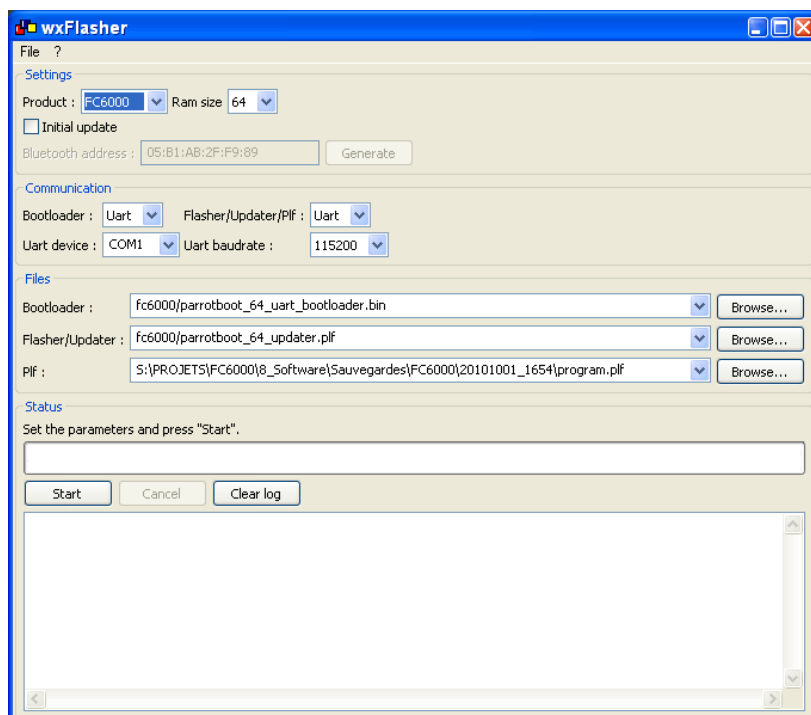 wxFlasher
File ?
Settings
Product : FC6000 Ram size 64
Initial update
Bluetooth address : 05:B1:AB:2F:F9:89 Generate
Communication
Bootloader : Uart Flasher/Updater/Plf : Uart
Uart device : COM1 Uart baudrate : 115200
Files
Bootloader : fc6000/parrotboot_64_uart_bootloader.bin Browse...
Flasher/Updater : fc6000/parrotboot_64_updater.plf Browse...
Plf : S:\PROJETS\FC6000\8_Software\Sauvegardes\FC6000\20101001_1654\program.plf Browse...
Status
Set the parameters and press "Start".
Start Cancel Clear log